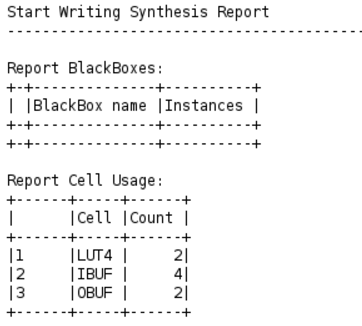 Start Writing Synthesis Report
---------------------------------------------
Report BlackBoxes:
+-+--------------+----------+
| |BlackBox name |Instances |
+-+--------------+----------+
+-+--------------+----------+
Report Cell Usage:
+------+-----+------+
|      |Cell |Count |
+------+-----+------+
|1     |LUT4 |     2|
|2     |IBUF |     4|
|3     |OBUF |     2|
+------+-----+------+